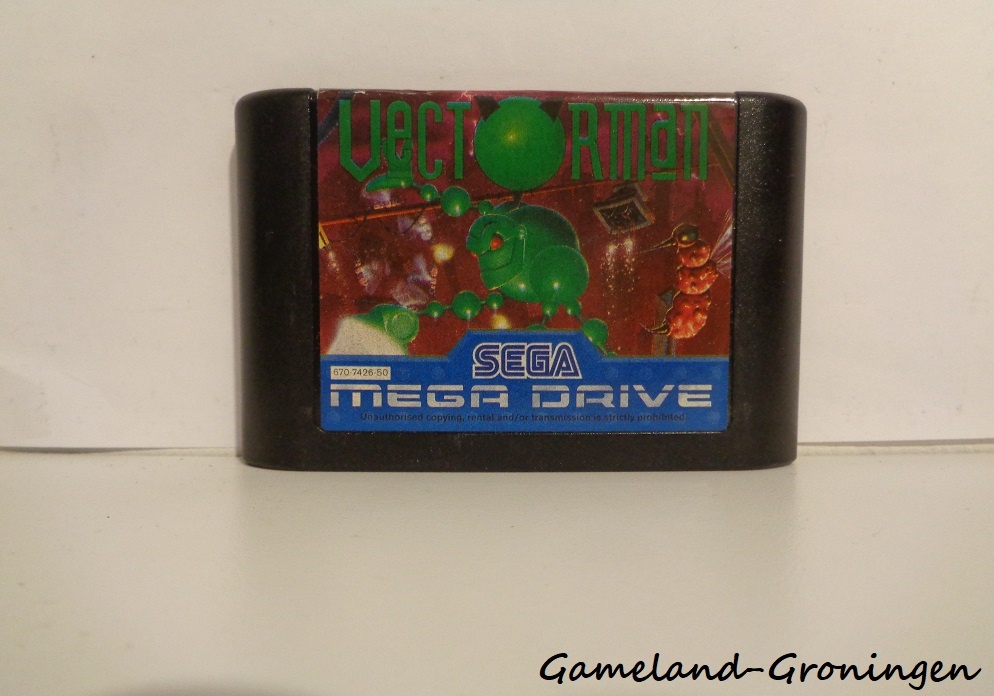 VecTorman
SEGA
670-7426-50
MEGA DRIVE
Unauthorised copying, rental and/or transmission is strictly prohibited.
Gameland-Groningen